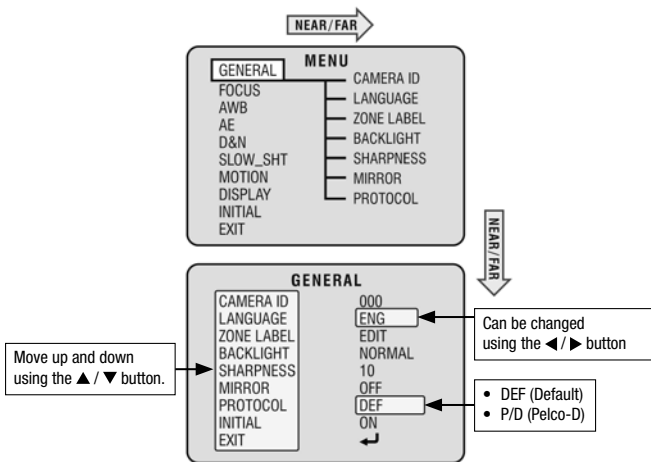 NEAR/FAR
MENU
GENERAL
FOCUS
AWB
AE
D&N
SLOW_SHT
MOTION
DISPLAY
INITIAL
EXIT
CAMERA ID
LANGUAGE
ZONE LABEL
BACKLIGHT
SHARPNESS
MIRROR
PROTOCOL
NEAR/FAR
GENERAL
CAMERA ID 000
LANGUAGE ENG
ZONE LABEL EDIT
BACKLIGHT NORMAL
SHARPNESS 10
MIRROR OFF
PROTOCOL DEF
INITIAL ON
EXIT ↵
Move up and down
using the ▲ / ▼ button.
Can be changed
using the ◀ / ▶ button
• DEF (Default)
• P/D (Pelco-D)